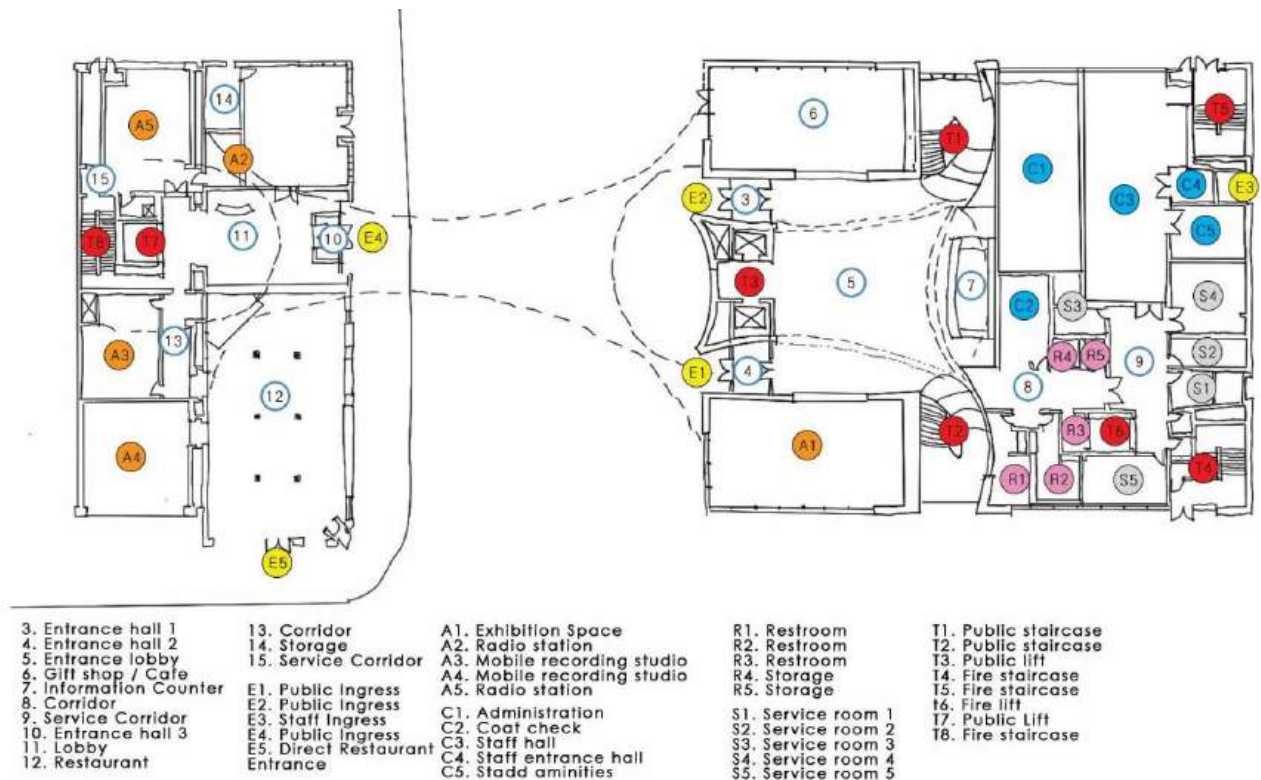 14
A5
A2
15
T8
T7
11
10
E4
A3
13
12
A4
E5
6
T1
C1
T5
E2
3
C3
C4
E3
C5
T3
5
7
C2
S3
S4
E1
4
R4
R5
9
S2
8
S1
A1
T2
R3
T6
T4
R1
R2
S5
3. Entrance hall 1
4. Entrance hall 2
5. Entrance lobby
6. Gift shop / Cafe
7. Information Counter
8. Corridor
9. Service Corridor
10. Entrance hall 3
11. Lobby
12. Restaurant
13. Corridor
14. Storage
15. Service Corridor
E1. Public Ingress
E2. Public Ingress
E3. Staff Ingress
E4. Public Ingress
E5. Direct Restaurant
Entrance
A1. Exhibition Space
A2. Radio station
A3. Mobile recording studio
A4. Mobile recording studio
A5. Radio station
C1. Administration
C2. Coat check
C3. Staff hall
C4. Staff entrance hall
C5. Stadd aminities
R1. Restroom
R2. Restroom
R3. Restroom
R4. Storage
R5. Storage
S1. Service room 1
S2. Service room 2
S3. Service room 3
S4. Service room 4
S5. Service room 5
T1. Public staircase
T2. Public staircase
T3. Public lift
T4. Fire staircase
T5. Fire staircase
t6. Fire lift
T7. Public Lift
T8. Fire staircase